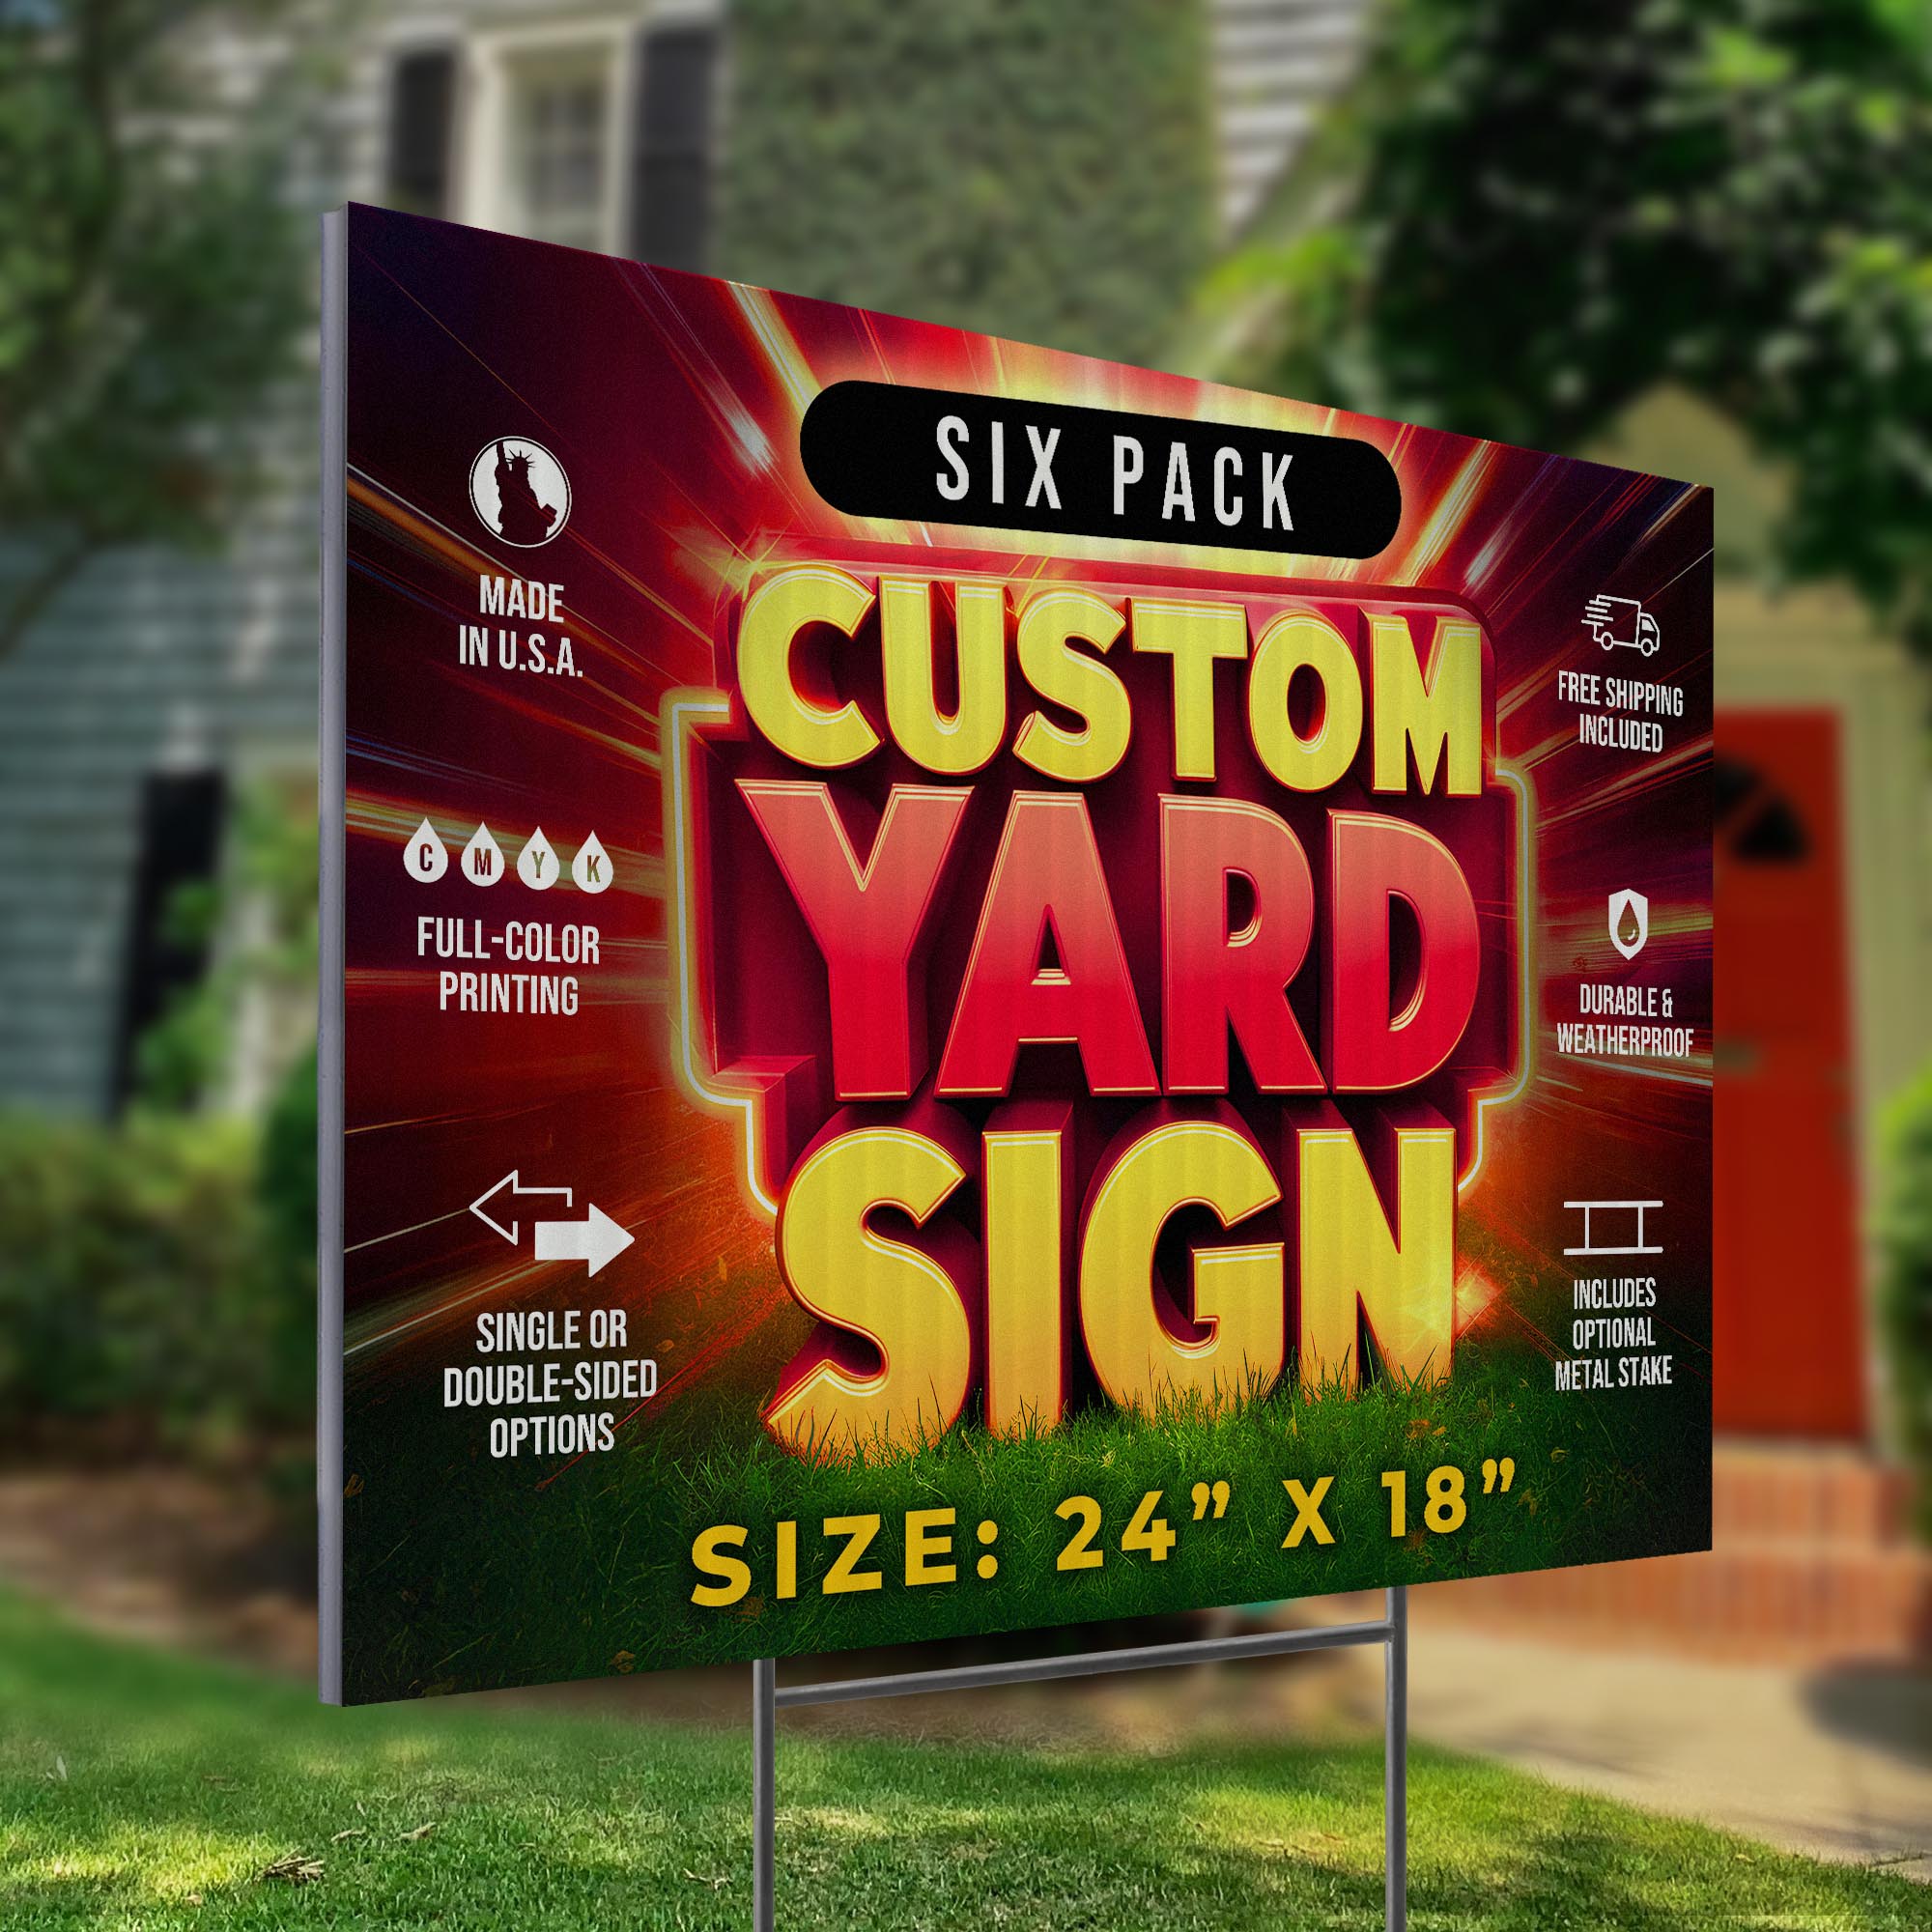 SIX PACK
CUSTOM
YARD
SIGN
SIZE: 24” X 18”
MADE
IN U.S.A.
C M Y K
FULL-COLOR
PRINTING
SINGLE OR
DOUBLE-SIDED
OPTIONS
FREE SHIPPING
INCLUDED
DURABLE &
WEATHERPROOF
INCLUDES
OPTIONAL
METAL STAKE